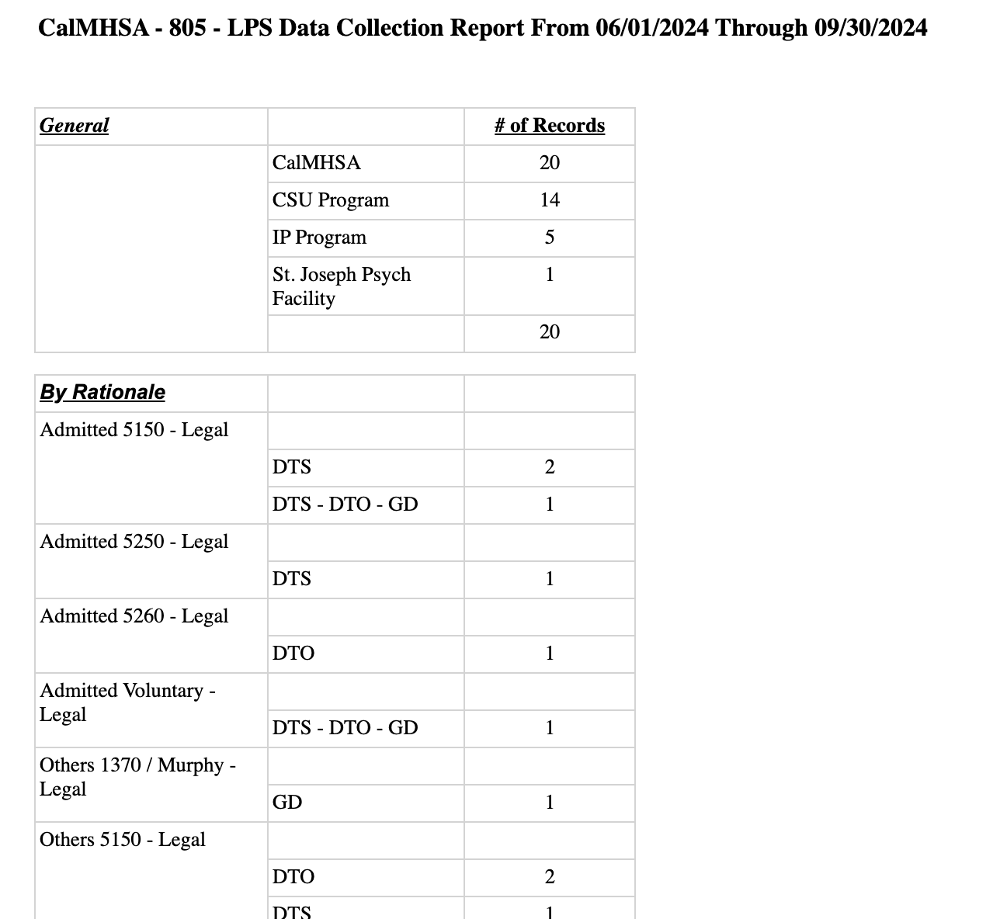 CalMHSA - 805 - LPS Data Collection Report From 06/01/2024 Through 09/30/2024
General # of Records
CalMHSA 20
CSU Program 14
IP Program 5
St. Joseph Psych 1
Facility
20
By Rationale
Admitted 5150 - Legal
DTS 2
DTS - DTO - GD 1
Admitted 5250 - Legal
DTS 1
Admitted 5260 - Legal
DTO 1
Admitted Voluntary -
Legal
DTS - DTO - GD 1
Others 1370 / Murphy -
Legal
GD 1
Others 5150 - Legal
DTO 2
DTS 1